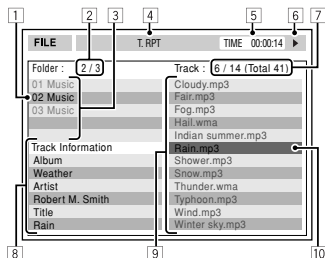 1 2 3 4 5 6 7
FILE T. RPT TIME 00:00:14
Folder : 2 / 3 Track : 6 / 14 (Total 41)
01 Music
02 Music
03 Music
Track Information
Album
Weather
Artist
Robert M. Smith
Title
Rain
Cloudy.mp3
Fair.mp3
Fog.mp3
Hail.wma
Indian summer.mp3
Rain.mp3
Shower.mp3
Snow.mp3
Thunder.wma
Typhoon.mp3
Wind.mp3
Winter sky.mp3
8 9 10